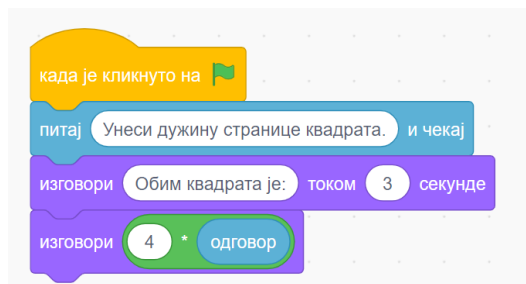 када је кликнуто на
питај Унеси дужину странице квадрата. и чекај
изговори Обим квадрата је: током 3 секунде
изговори 4 * одговор